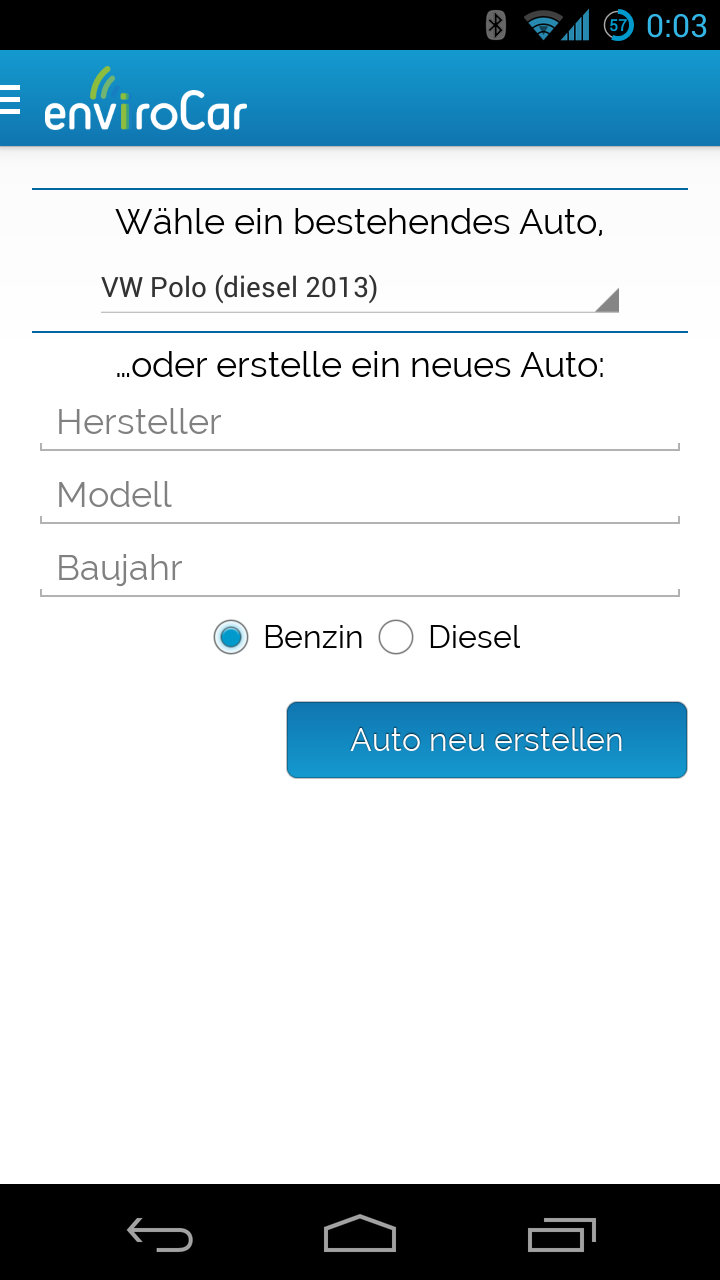 57 0:03
enviroCar
Wähle ein bestehendes Auto,
VW Polo (diesel 2013)
...oder erstelle ein neues Auto:
Hersteller
Modell
Baujahr
Benzin Diesel
Auto neu erstellen